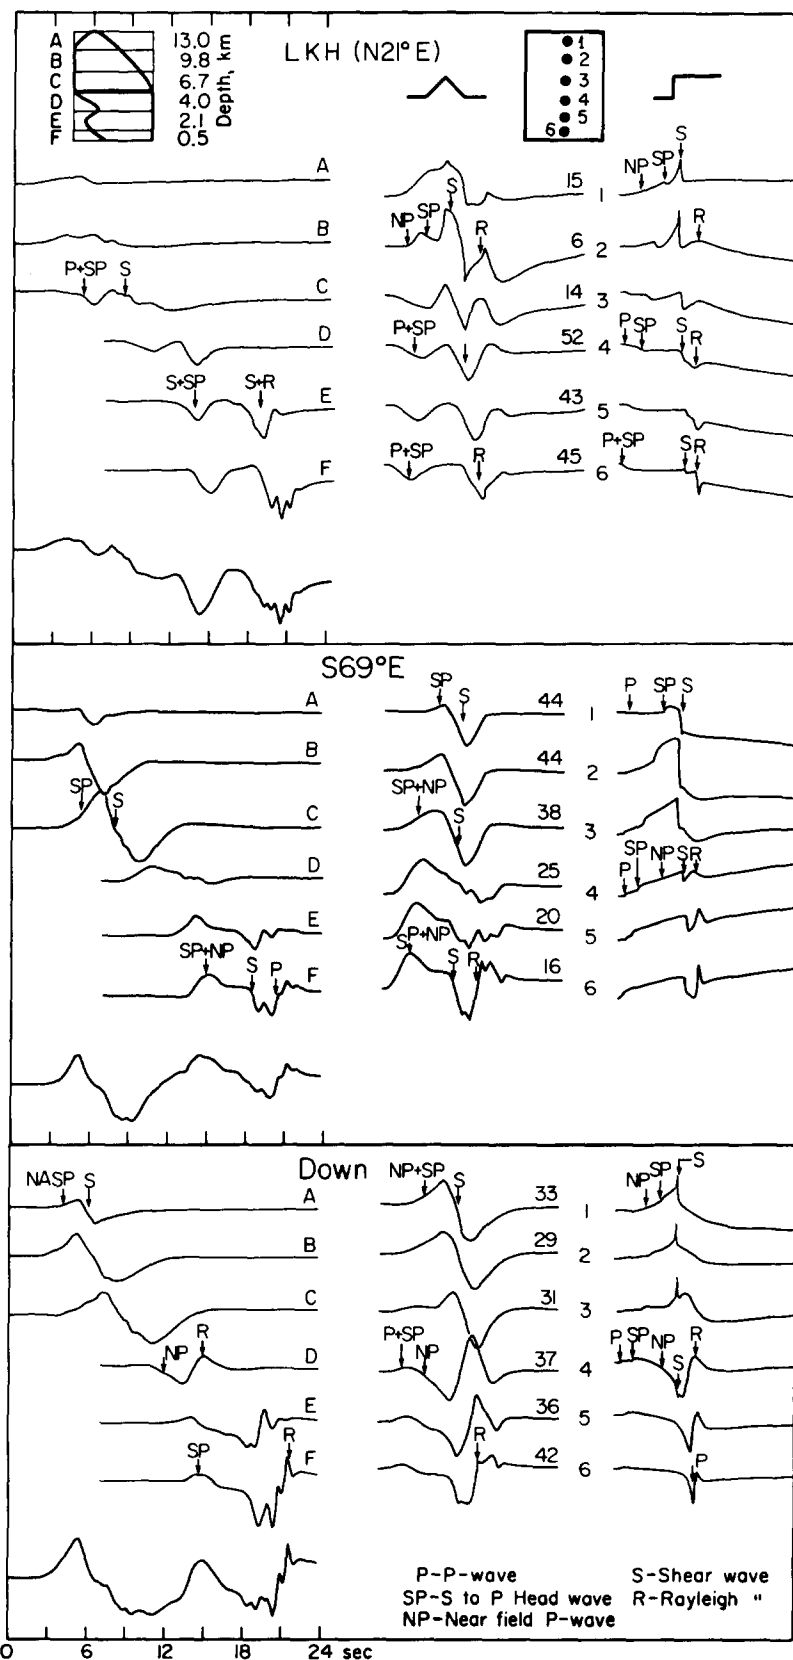 A 13.0
B 9.8
C 6.7
D 4.0
E 2.1
F 0.5
Depth, km
LKH (N21°E)
1
2
3
4
5
6
A 15 1 NP SP S
S
B NP SP R 6 2 R
P+SP S C 14 3
D P+SP 52 4 P SP S R
S+SP S+R E 43 5
F P+SP R 45 6 P+SP S R
S69°E
A SP S 44 1 P SP S
B 44 2
SP S C SP+NP S 38 3
D 25 4 P SP NP S R
E 20 5
SP+NP S P F SP+NP S R 16 6
Down
NASP S A NP+SP S 33 1 NP SP S
B 29 2
C 31 3
NP R D P+SP NP 37 4 P SP NP S R
E 36 5
SP R F R 42 6 P
P-P-wave S-Shear wave
SP-S to P Head wave R-Rayleigh "
NP-Near field P-wave
0 6 12 18 24 sec